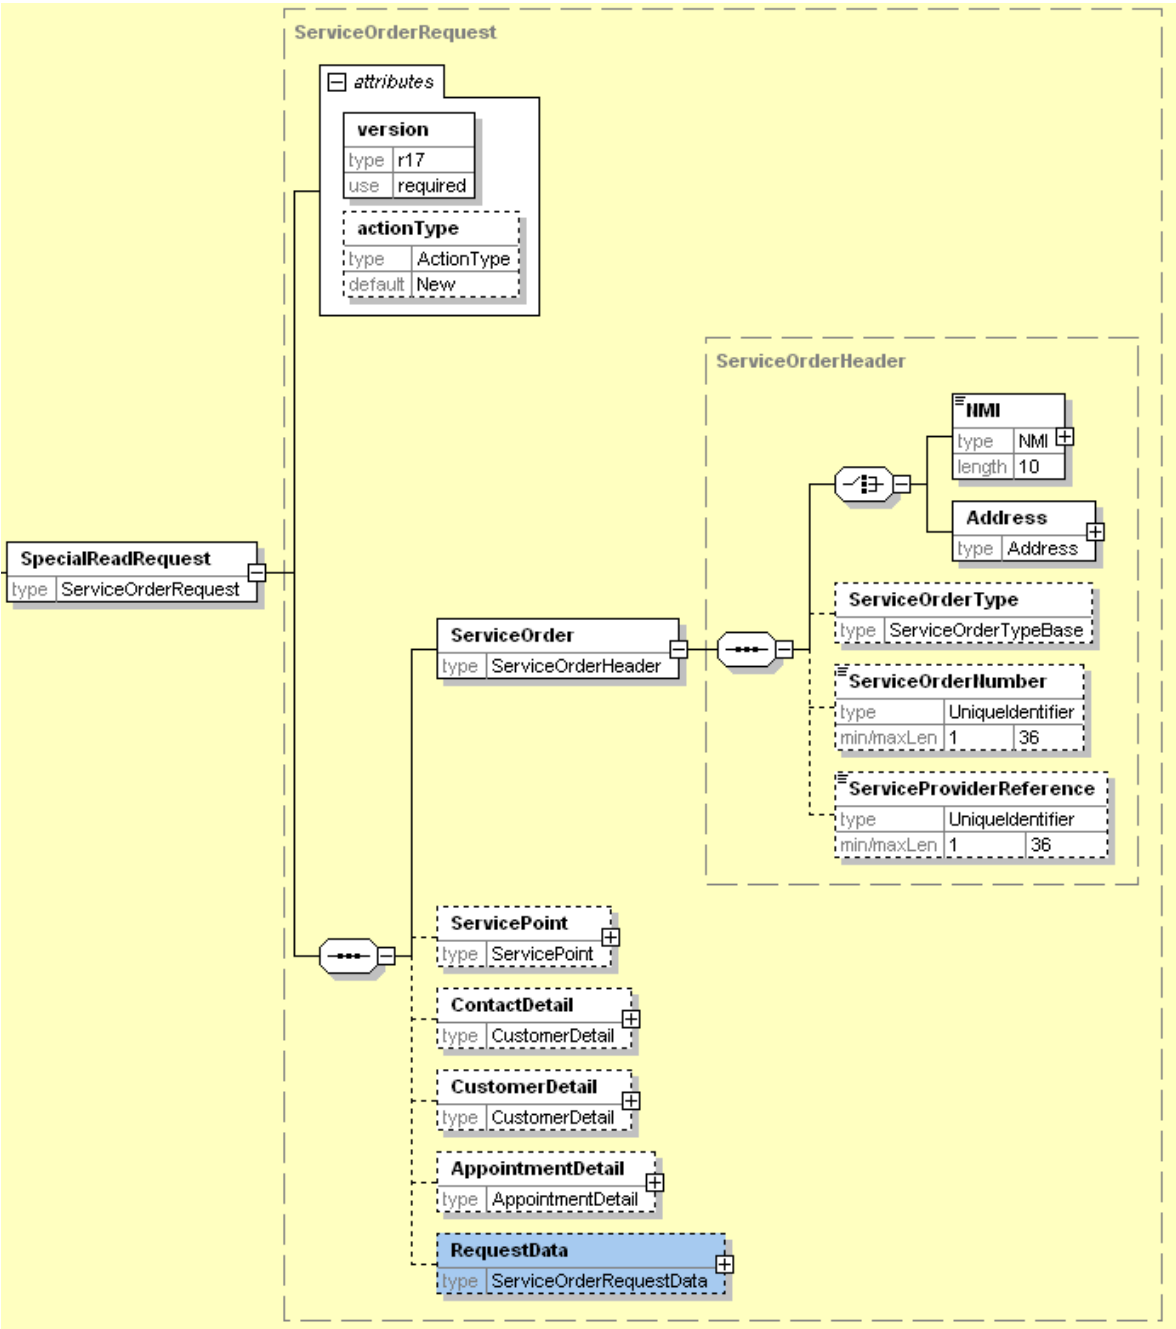 ServiceOrderRequest
attributes
version
type r17
use required
actionType
type ActionType
default New
ServiceOrderHeader
NMI
type NMI
length 10
Address
type Address
SpecialReadRequest
type ServiceOrderRequest
ServiceOrderType
type ServiceOrderTypeBase
ServiceOrder
type ServiceOrderHeader
ServiceOrderNumber
type UniqueIdentifier
min/maxLen 1 36
ServiceProviderReference
type UniqueIdentifier
min/maxLen 1 36
ServicePoint
type ServicePoint
ContactDetail
type CustomerDetail
CustomerDetail
type CustomerDetail
AppointmentDetail
type AppointmentDetail
RequestData
type ServiceOrderRequestData